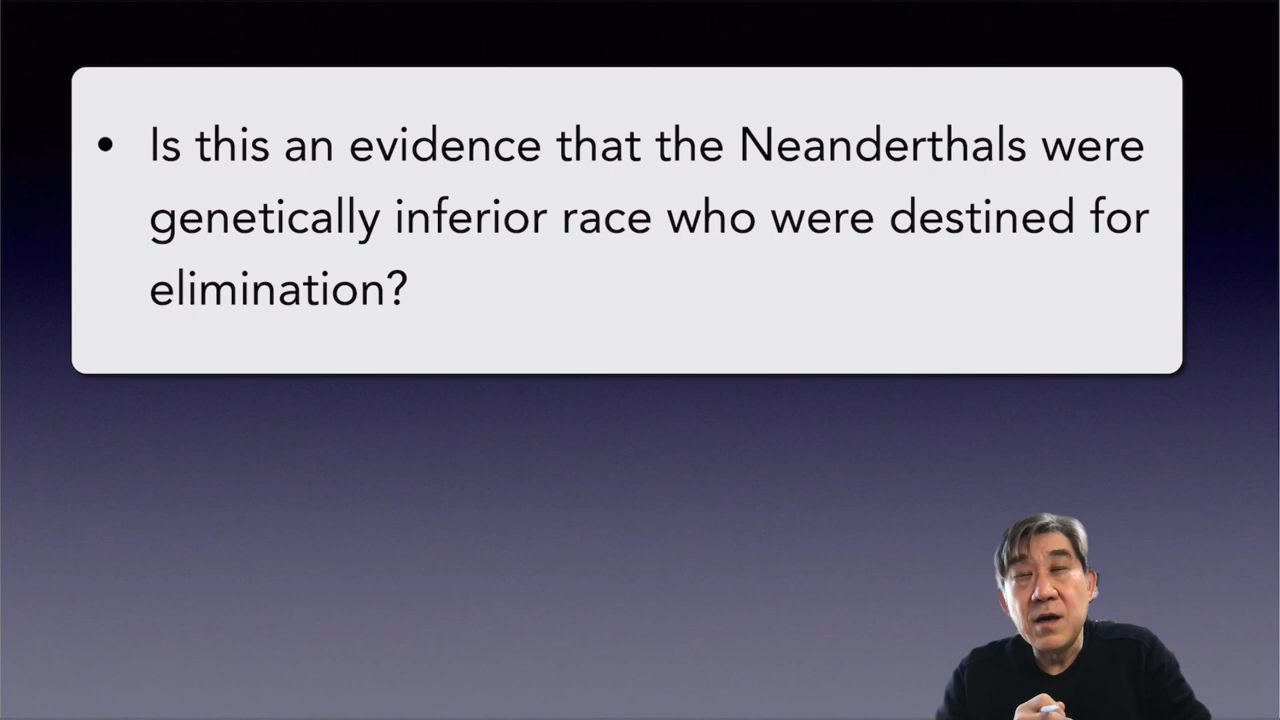 • Is this an evidence that the Neanderthals were
genetically inferior race who were destined for
elimination?